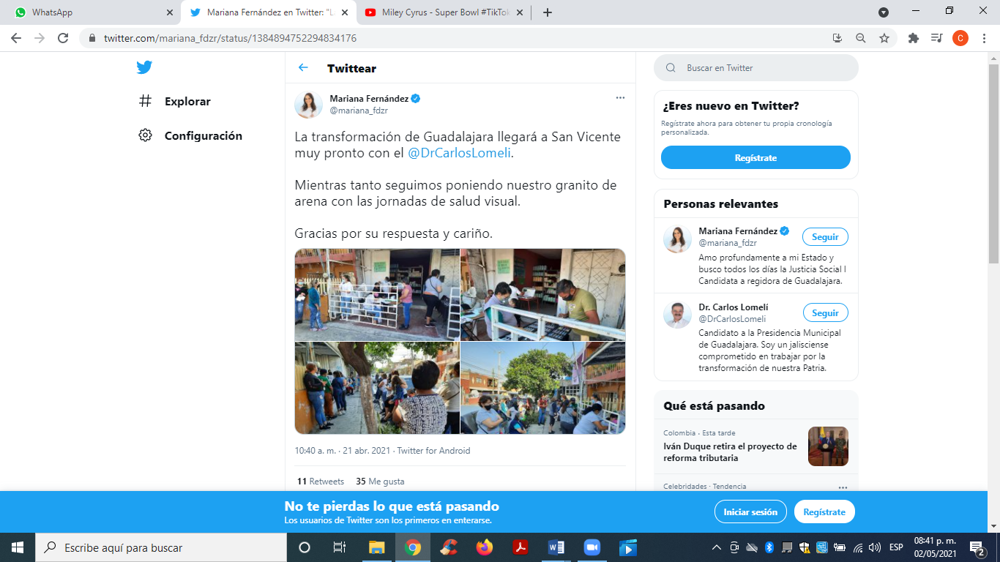 WhatsApp
Mariana Fernández en Twitter: "L
Miley Cyrus - Super Bowl #TikTok
twitter.com/mariana_fdzr/status/1384894752294834176
C
Explorar
Configuración
Twittear
Mariana Fernández
@mariana_fdzr
La transformación de Guadalajara llegará a San Vicente
muy pronto con el @DrCarlosLomeli.
Mientras tanto seguimos poniendo nuestro granito de
arena con las jornadas de salud visual.
Gracias por su respuesta y cariño.
10:40 a. m. · 21 abr. 2021 · Twitter for Android
11 Retweets 35 Me gusta
Buscar en Twitter
¿Eres nuevo en Twitter?
Regístrate ahora para obtener tu propia cronología
personalizada.
Regístrate
Personas relevantes
Mariana Fernández
@mariana_fdzr
Seguir
Amo profundamente a mi Estado y
busco todos los días la Justicia Social l
Candidata a regidora de Guadalajara.
Dr. Carlos Lomelí
@DrCarlosLomeli
Seguir
Candidato a la Presidencia Municipal
de Guadalajara. Soy un jalisciense
comprometido en trabajar por la
transformación de nuestra Patria.
Qué está pasando
Colombia · Esta tarde
Iván Duque retira el proyecto de
reforma tributaria
Celebridades · Tendencia
No te pierdas lo que está pasando
Los usuarios de Twitter son los primeros en enterarse.
Iniciar sesión
Regístrate
Escribe aquí para buscar
ESP
08:41 p. m.
02/05/2021
2